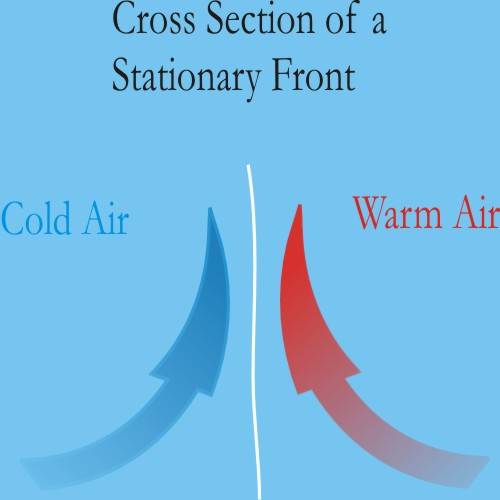 Cross Section of a
Stationary Front
Cold Air
Warm Air